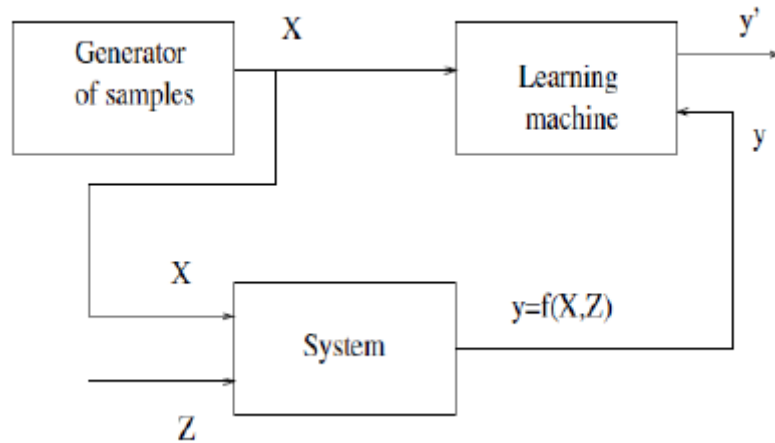 Generator
of samples
X
Learning
machine
y'
y
X
System
y=f(X,Z)
Z